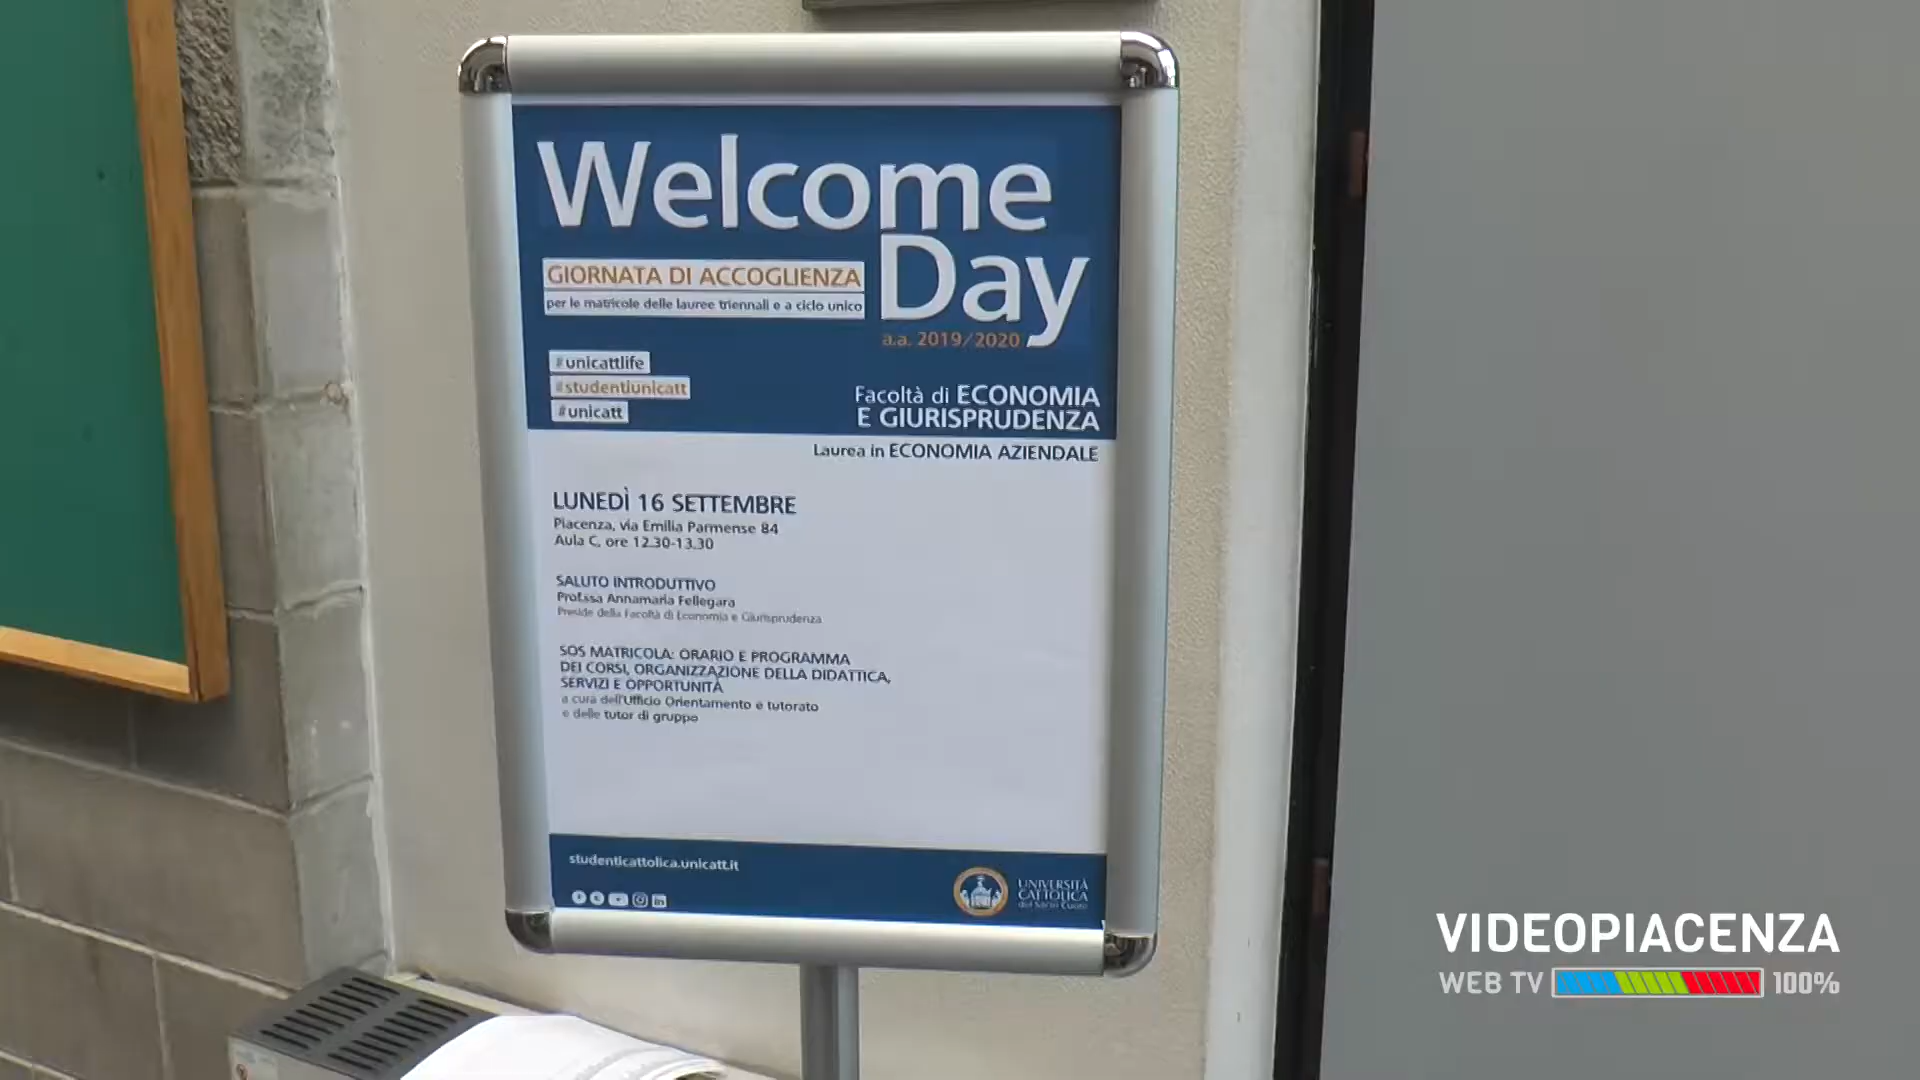 Welcome
Day
GIORNATA DI ACCOGLIENZA
per le matricole delle lauree triennali e a ciclo unico
a.a. 2019/2020
#unicattlife
#studentiunicatt
#unicatt
Facoltà di ECONOMIA
E GIURISPRUDENZA
Laurea in ECONOMIA AZIENDALE
LUNEDÌ 16 SETTEMBRE
Piacenza, via Emilia Parmense 84
Aula C, ore 12.30-13.30
SALUTO INTRODUTTIVO
Prof.ssa Annamaria Fellegara
Preside della Facoltà di Economia e Giurisprudenza
SOS MATRICOLA: ORARIO E PROGRAMMA
DEI CORSI, ORGANIZZAZIONE DELLA DIDATTICA,
SERVIZI E OPPORTUNITÀ
a cura dell'Ufficio Orientamento e tutorato
e delle tutor di gruppo
studenticattolica.unicatt.it
UNIVERSITÀ
CATTOLICA
del Sacro Cuore
VIDEOPIACENZA
WEB TV 100%